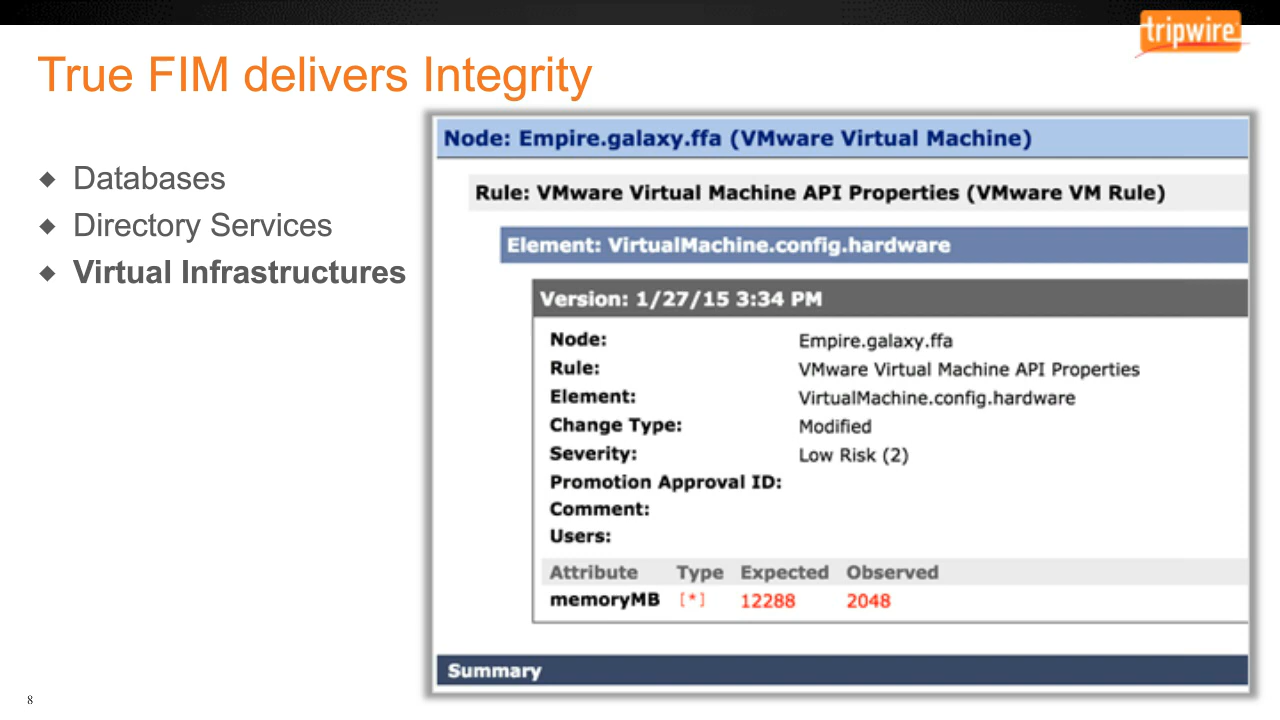 tripwire
True FIM delivers Integrity
◆ Databases
◆ Directory Services
◆ Virtual Infrastructures
Node: Empire.galaxy.ffa (VMware Virtual Machine)
Rule: VMware Virtual Machine API Properties (VMware VM Rule)
Element: VirtualMachine.config.hardware
Version: 1/27/15 3:34 PM
Node: Empire.galaxy.ffa
Rule: VMware Virtual Machine API Properties
Element: VirtualMachine.config.hardware
Change Type: Modified
Severity: Low Risk (2)
Promotion Approval ID:
Comment:
Users:
Attribute Type Expected Observed
memoryMB [*] 12288 2048
Summary
8